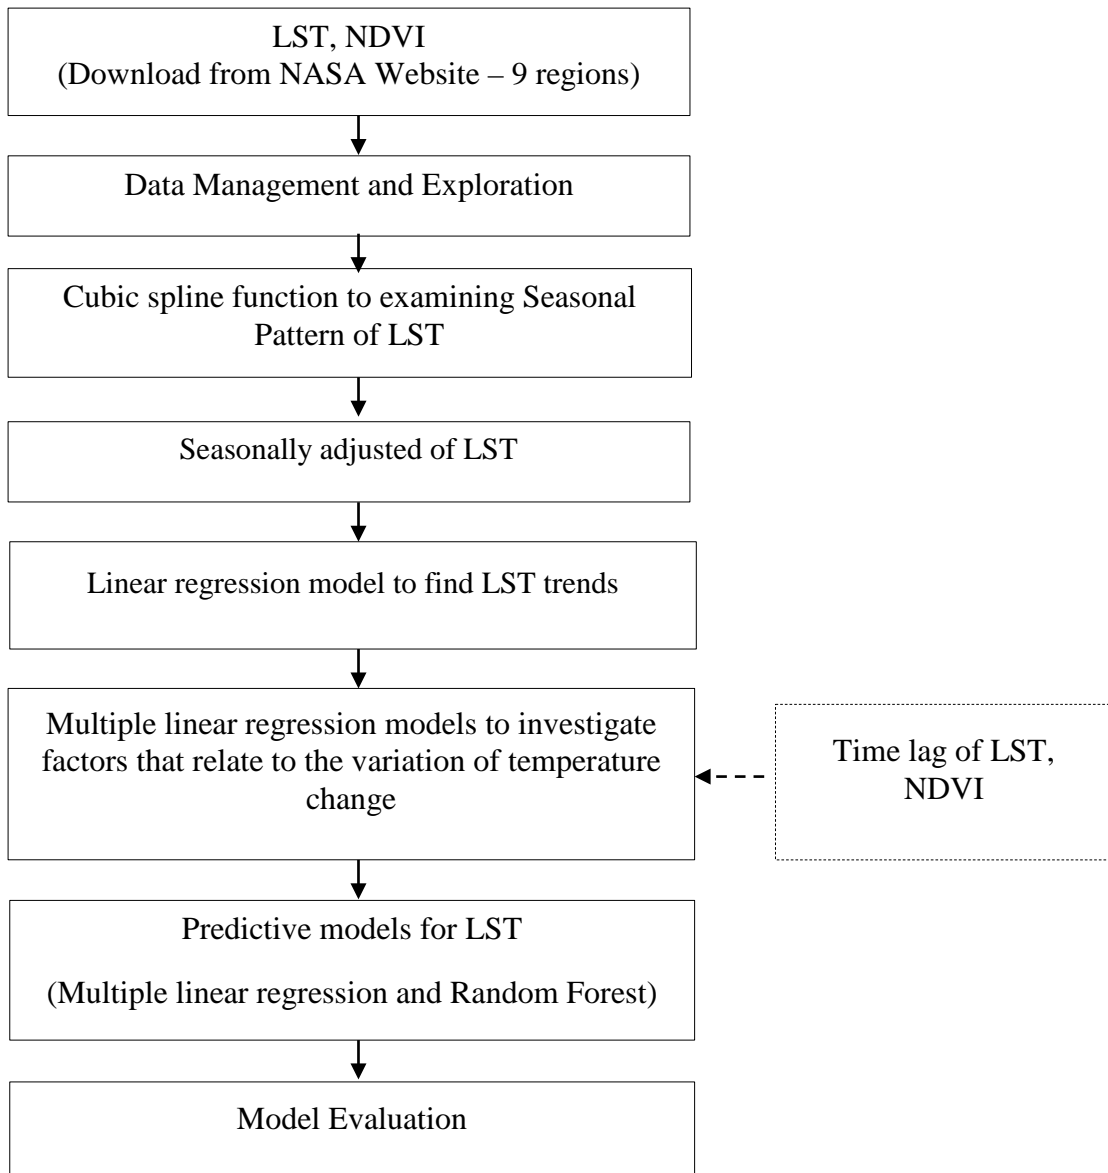 LST, NDVI
(Download from NASA Website – 9 regions)
Data Management and Exploration
Cubic spline function to examining Seasonal
Pattern of LST
Seasonally adjusted of LST
Linear regression model to find LST trends
Multiple linear regression models to investigate
factors that relate to the variation of temperature
change
Time lag of LST,
NDVI
Predictive models for LST
(Multiple linear regression and Random Forest)
Model Evaluation